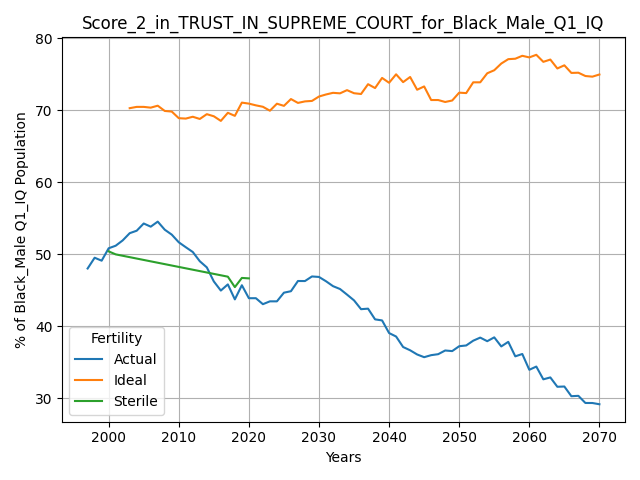 Score_2_in_TRUST_IN_SUPREME_COURT_for_Black_Male_Q1_IQ
% of Black_Male Q1_IQ Population
80
70
60
50
40
30
Fertility
Actual
Ideal
Sterile
2000 2010 2020 2030 2040 2050 2060 2070
Years